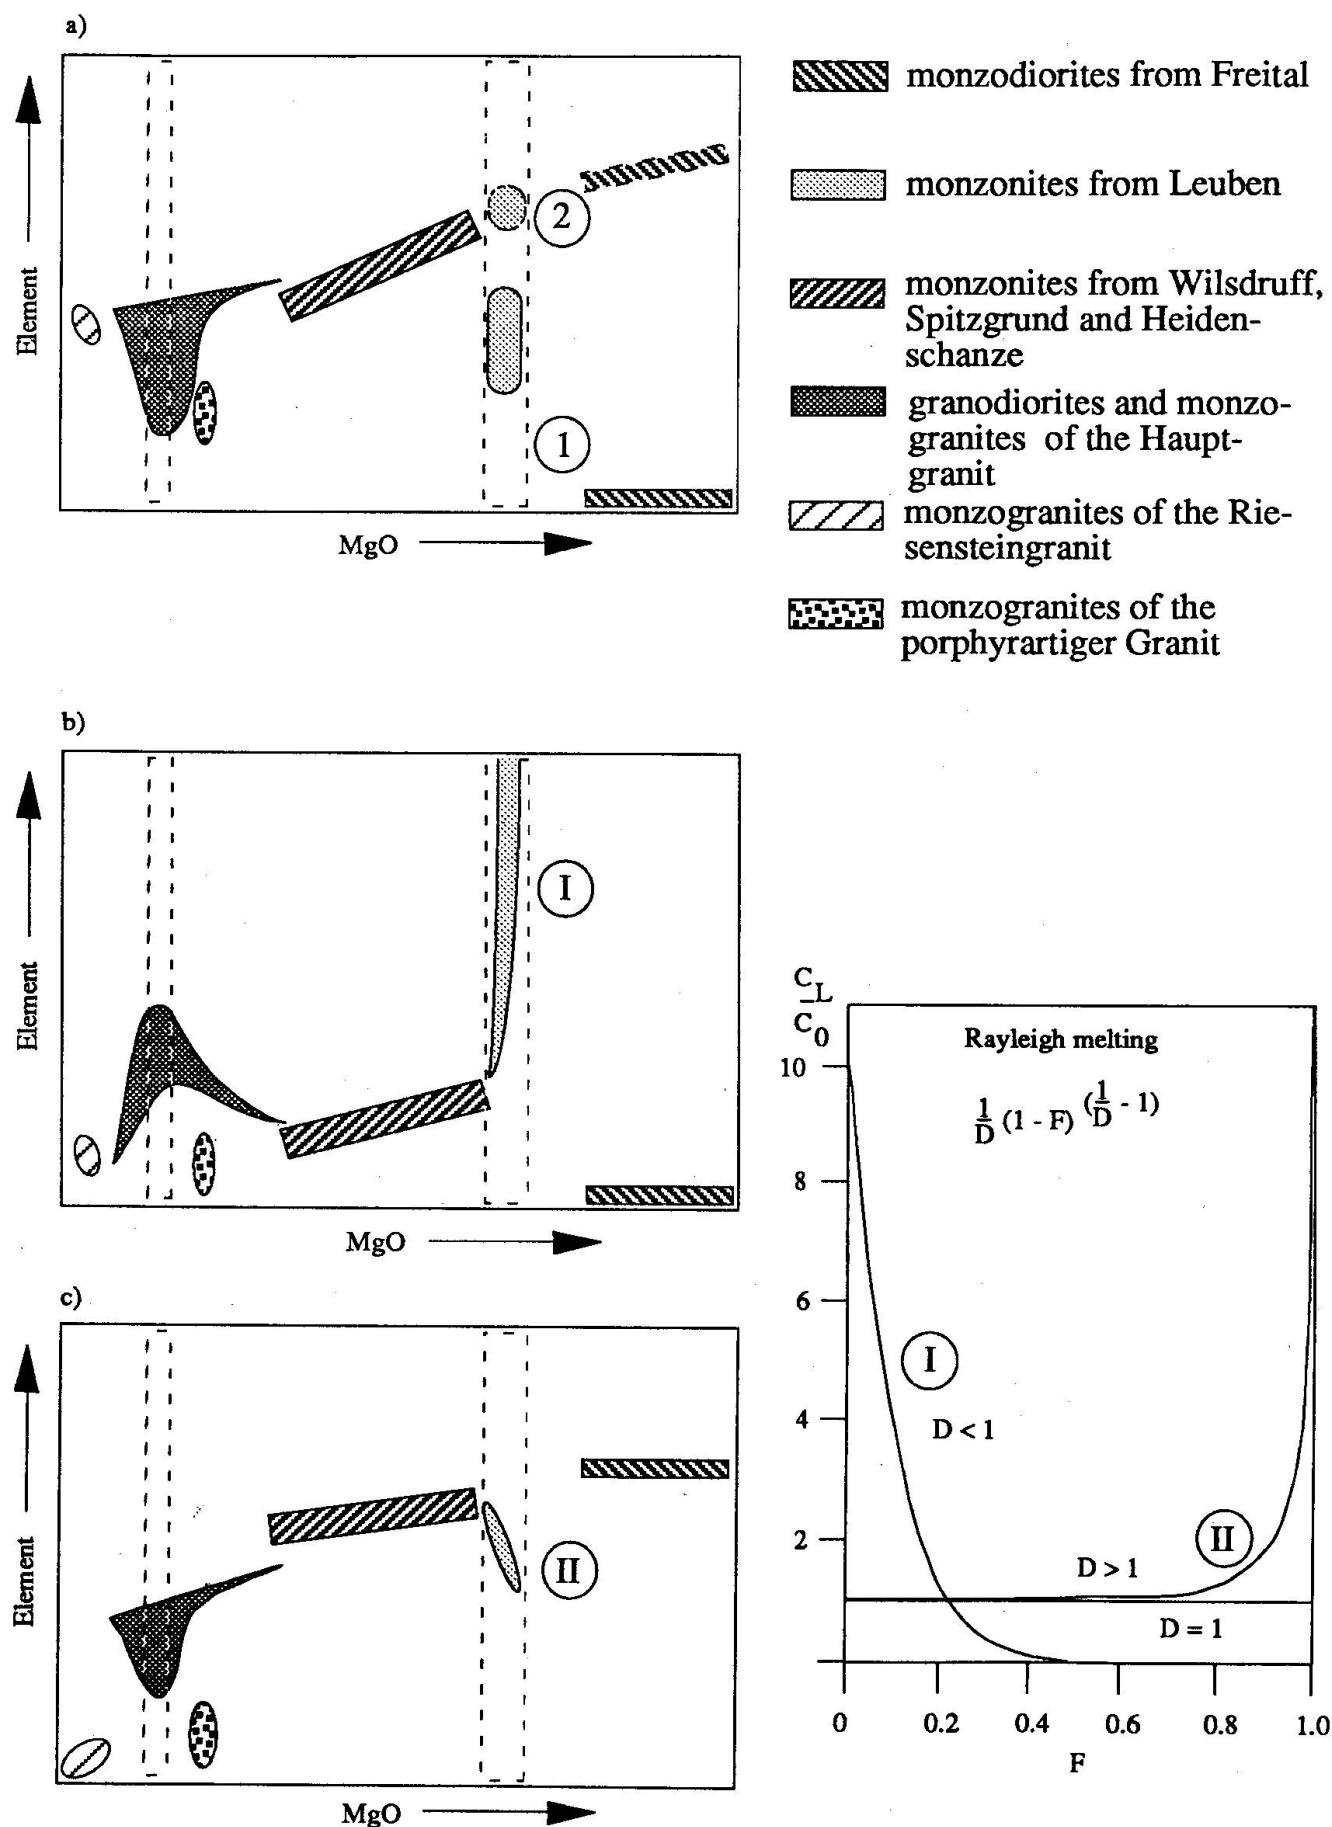 a)
Element
2
1
MgO
monzodiorites from Freital
monzonites from Leuben
monzonites from Wilsdruff,
Spitzgrund and Heiden-
schanze
granodiorites and monzo-
granites of the Haupt-
granit
monzogranites of the Rie-
sensteingranit
monzogranites of the
porphyrartiger Granit
b)
Element
I
MgO
c)
Element
II
MgO
C_L
C_0
Rayleigh melting
1/D (1 - F) (1/D - 1)
10
8
6
4
2
I
D < 1
II
D > 1
D = 1
0 0.2 0.4 0.6 0.8 1.0
F